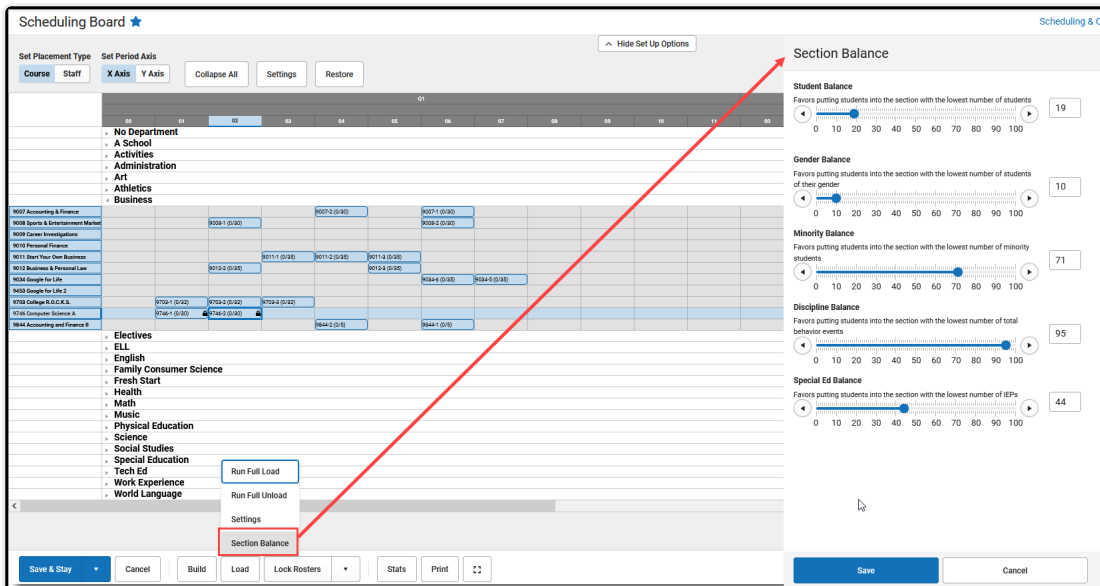 Scheduling Board
Scheduling & C
Hide Set Up Options
Set Placement Type Set Period Axis
Course Staff X Axis Y Axis Collapse All Settings Restore
Q1
00 01 02 03 04 05 06 07 08 09 10 11 00
No Department
A School
Activities
Administration
Art
Athletics
Business
9007 Accounting & Finance 9007-2 (0/30) 9007-1 (0/30)
9008 Sports & Entertainment Market 9008-1 (0/30) 9008-2 (0/30)
9009 Career Investigations
9010 Personal Finance
9011 Start Your Own Business 9011-1 (0/35) 9011-2 (0/35) 9011-3 (0/35)
9012 Business & Personal Law 9012-2 (0/35) 9012-3 (0/35)
9034 Google for Life 9034-6 (0/35) 9034-5 (0/35)
9453 Google for Life 2
9703 College R.O.C.K.S. 9703-1 (0/32) 9703-2 (0/32) 9703-3 (0/32)
9746 Computer Science A 9746-1 (0/30) 9746-2 (0/30)
9844 Accounting and Finance II 9844-2 (0/5) 9844-1 (0/5)
Electives
ELL
English
Family Consumer Science
Fresh Start
Health
Math
Music
Physical Education
Science
Social Studies
Special Education
Tech Ed
Work Experience
World Language
Run Full Load
Run Full Unload
Settings
Section Balance
Save & Stay Cancel Build Load Lock Rosters Stats Print
Section Balance
Student Balance
Favors putting students into the section with the lowest number of students
19
0 10 20 30 40 50 60 70 80 90 100
Gender Balance
Favors putting students into the section with the lowest number of students
of their gender
10
0 10 20 30 40 50 60 70 80 90 100
Minority Balance
Favors putting students into the section with the lowest number of minority
students
71
0 10 20 30 40 50 60 70 80 90 100
Discipline Balance
Favors putting students into the section with the lowest number of total
behavior events
95
0 10 20 30 40 50 60 70 80 90 100
Special Ed Balance
Favors putting students into the section with the lowest number of IEPs
44
0 10 20 30 40 50 60 70 80 90 100
Save Cancel